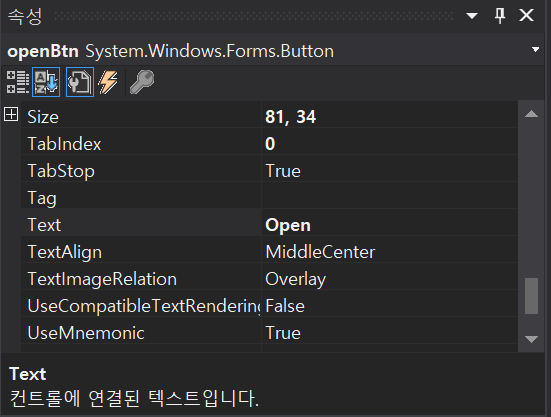 속성
openBtn System.Windows.Forms.Button
Size 81, 34
TabIndex 0
TabStop True
Tag
Text Open
TextAlign MiddleCenter
TextImageRelation Overlay
UseCompatibleTextRendering False
UseMnemonic True
Text
컨트롤에 연결된 텍스트입니다.